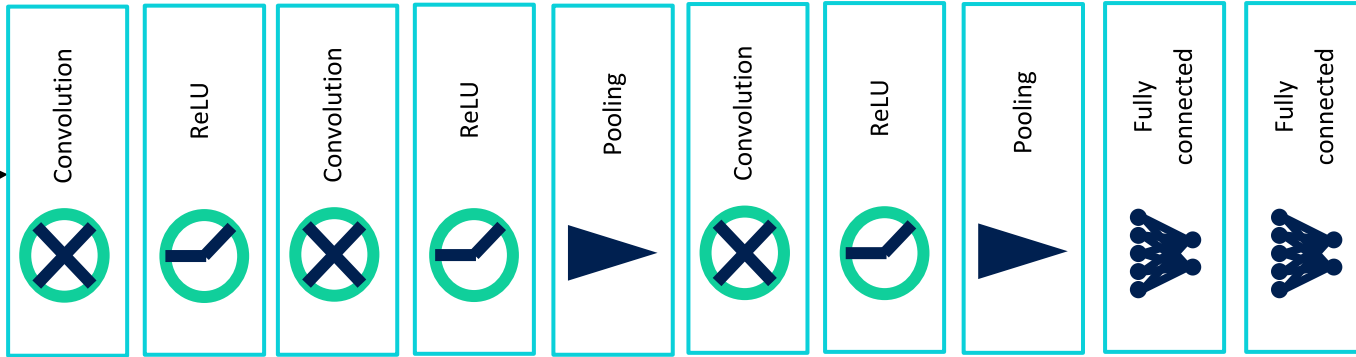 Convolution
ReLU
Convolution
ReLU
Pooling
Convolution
ReLU
Pooling
Fully
connected
Fully
connected